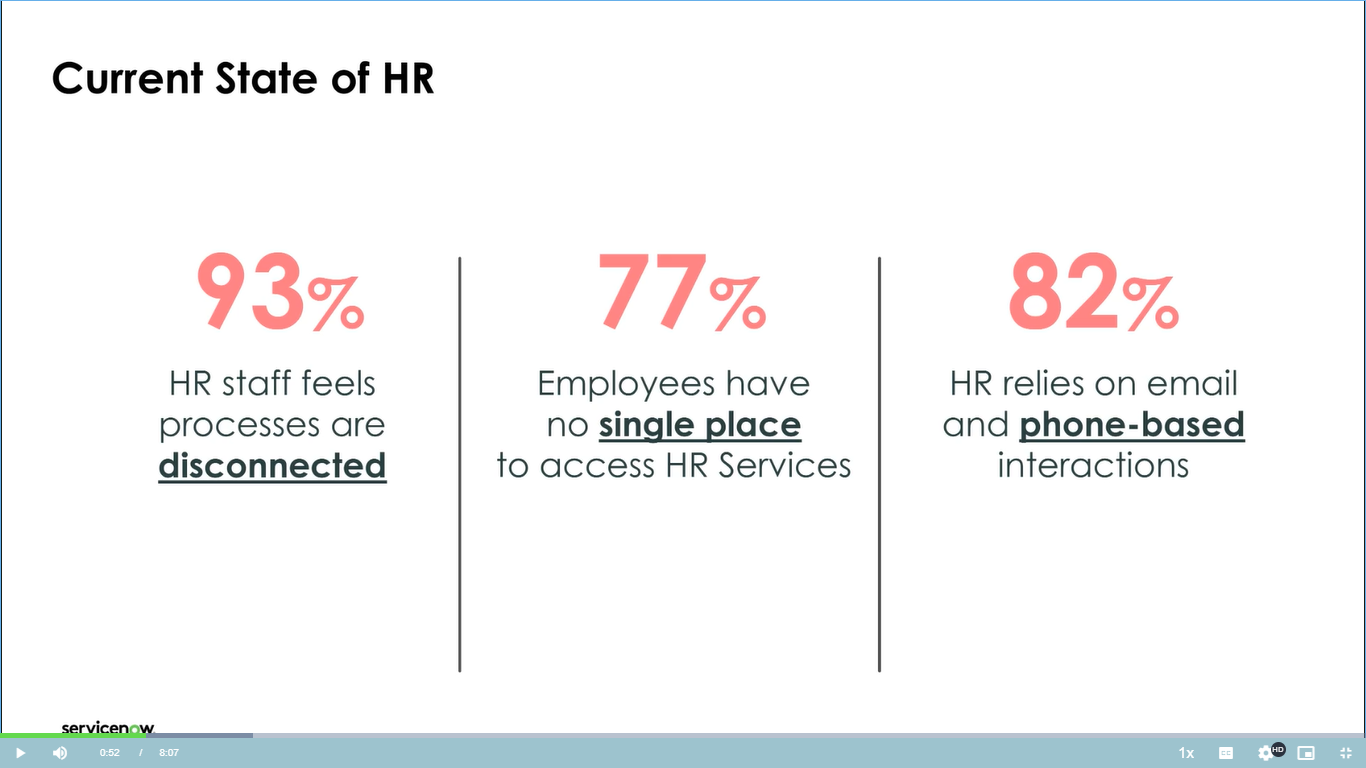 Current State of HR
93%
HR staff feels
processes are
disconnected
77%
Employees have
no single place
to access HR Services
82%
HR relies on email
and phone-based
interactions
servicenow.
0:52 / 8:07
1x
CC
HD